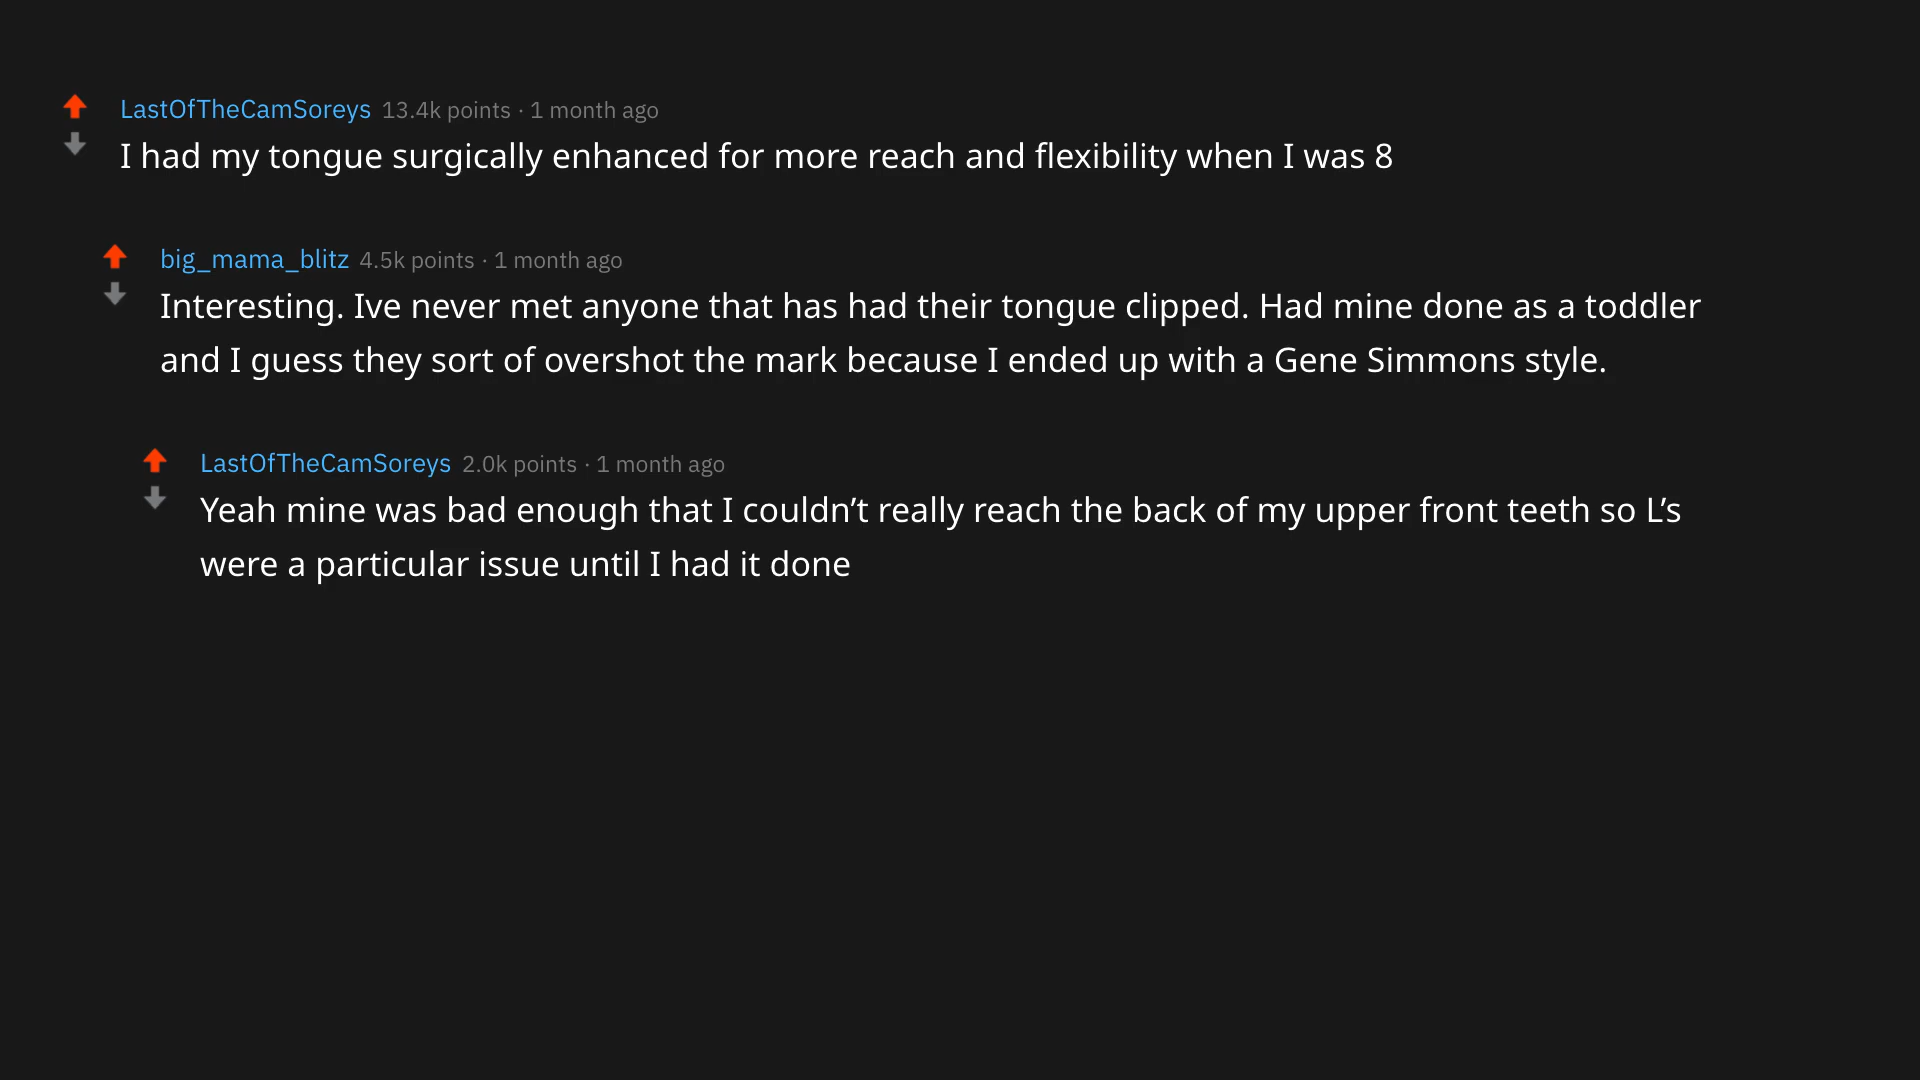 LastOfTheCamSoreys 13.4k points · 1 month ago
I had my tongue surgically enhanced for more reach and flexibility when I was 8
big_mama_blitz 4.5k points · 1 month ago
Interesting. Ive never met anyone that has had their tongue clipped. Had mine done as a toddler
and I guess they sort of overshot the mark because I ended up with a Gene Simmons style.
LastOfTheCamSoreys 2.0k points · 1 month ago
Yeah mine was bad enough that I couldn’t really reach the back of my upper front teeth so L’s
were a particular issue until I had it done